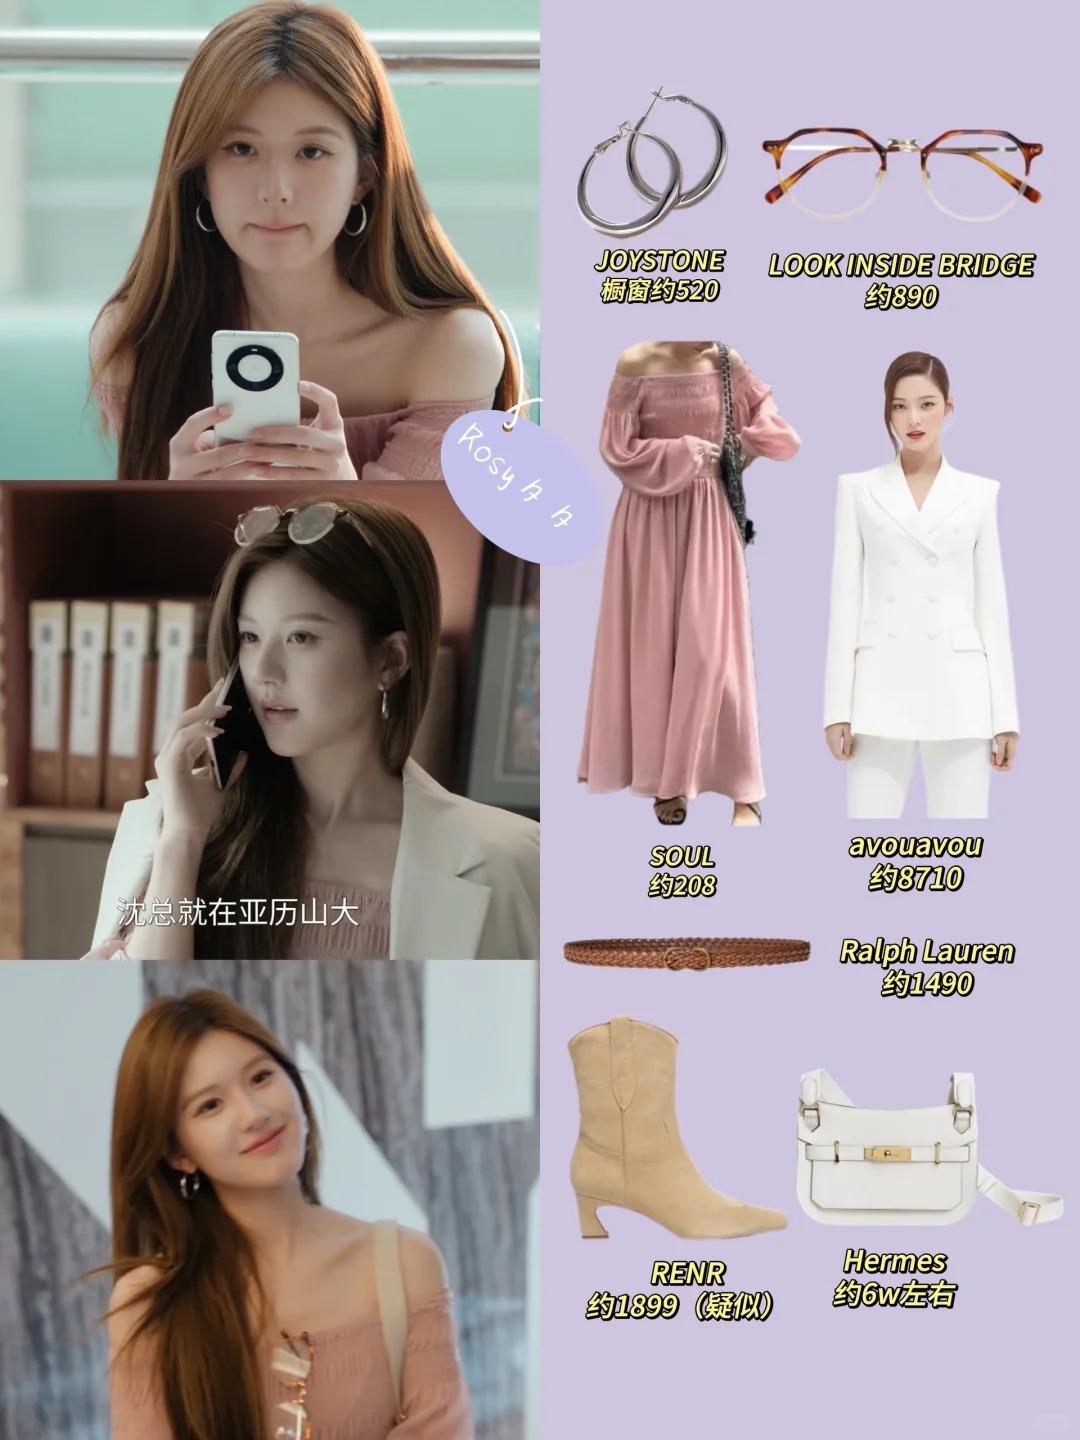 JOYSTONE
橱窗约520
LOOK INSIDE BRIDGE
约890
Rosy
SOUL
约208
avouavou
约8710
沈总就在亚历山大
Ralph Lauren
约1490
RENR
约1899（疑似）
Hermes
约6w左右